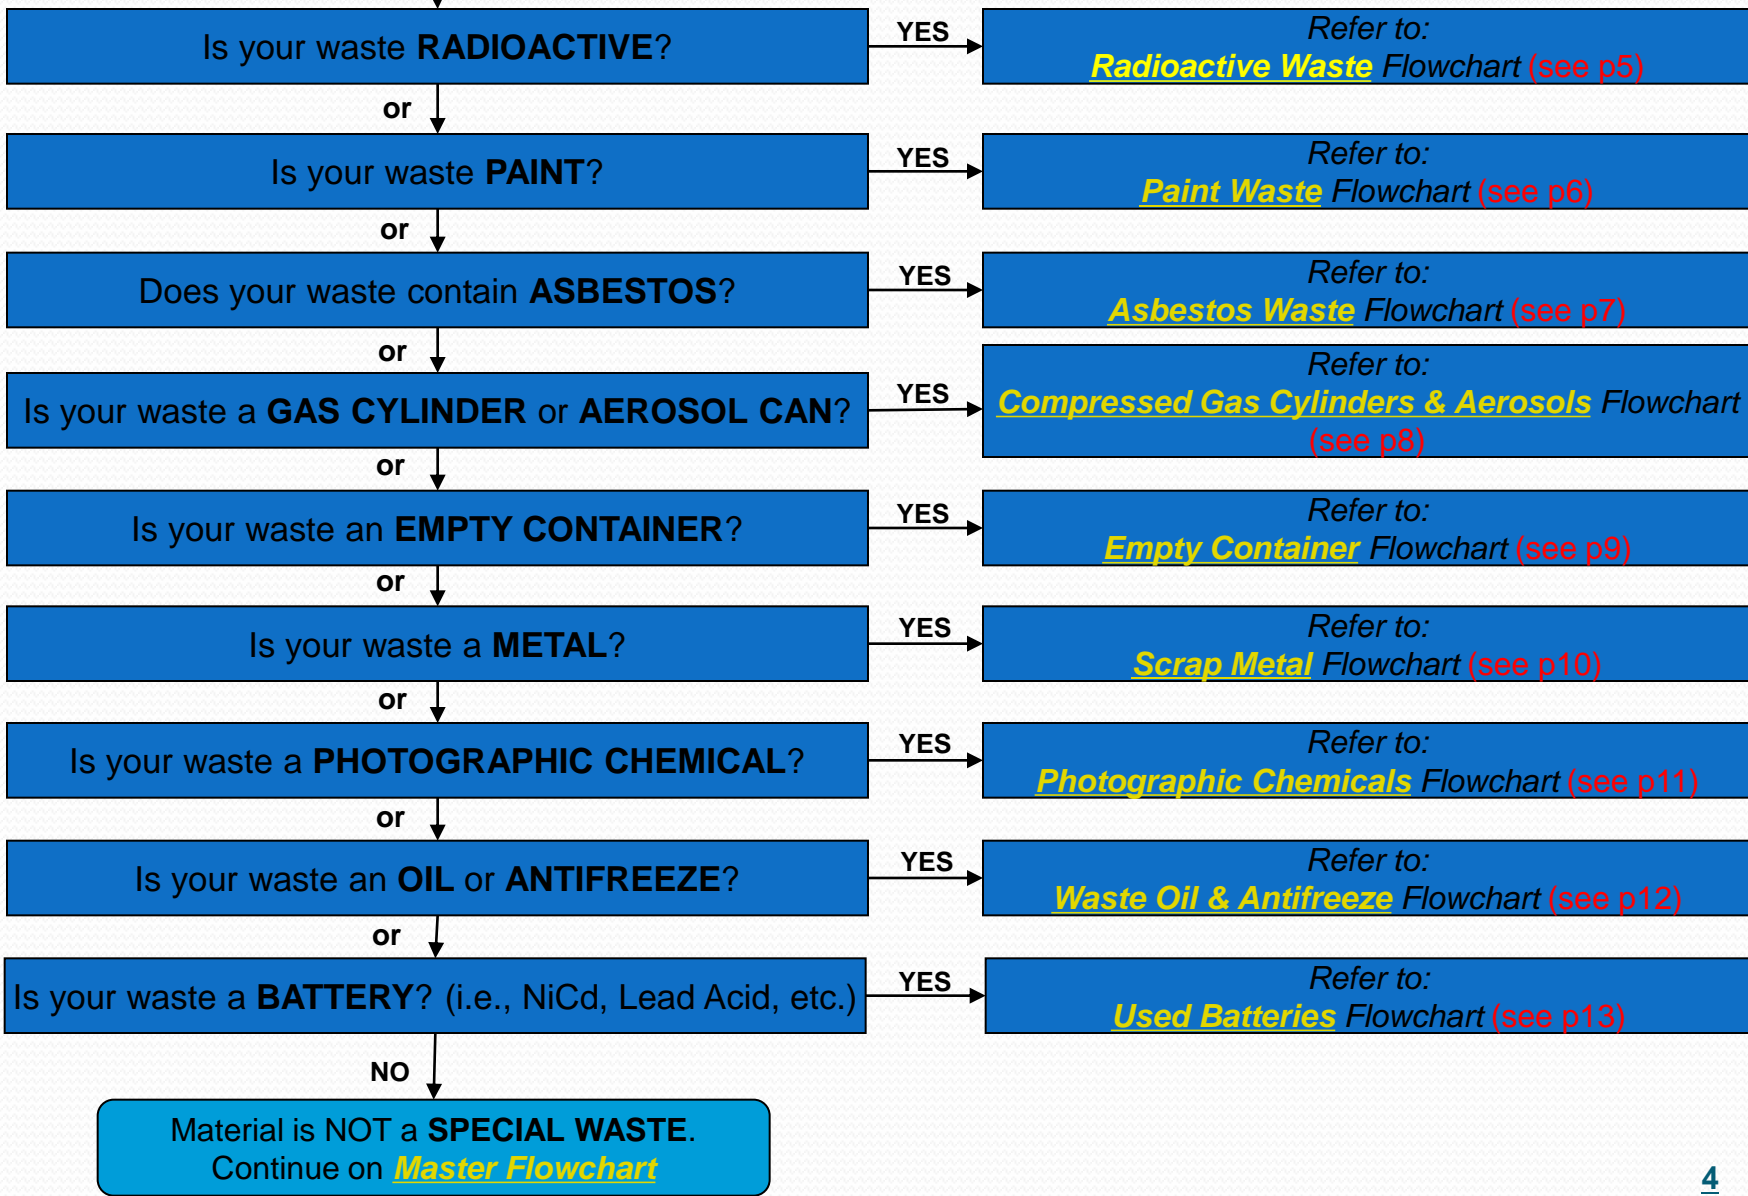 Is your waste RADIOACTIVE?
YES
Refer to:
Radioactive Waste Flowchart (see p5)
or
Is your waste PAINT?
YES
Refer to:
Paint Waste Flowchart (see p6)
or
Does your waste contain ASBESTOS?
YES
Refer to:
Asbestos Waste Flowchart (see p7)
or
Is your waste a GAS CYLINDER or AEROSOL CAN?
YES
Refer to:
Compressed Gas Cylinders & Aerosols Flowchart
(see p8)
or
Is your waste an EMPTY CONTAINER?
YES
Refer to:
Empty Container Flowchart (see p9)
or
Is your waste a METAL?
YES
Refer to:
Scrap Metal Flowchart (see p10)
or
Is your waste a PHOTOGRAPHIC CHEMICAL?
YES
Refer to:
Photographic Chemicals Flowchart (see p11)
or
Is your waste an OIL or ANTIFREEZE?
YES
Refer to:
Waste Oil & Antifreeze Flowchart (see p12)
or
Is your waste a BATTERY? (i.e., NiCd, Lead Acid, etc.)
YES
Refer to:
Used Batteries Flowchart (see p13)
NO
Material is NOT a SPECIAL WASTE.
Continue on Master Flowchart
4